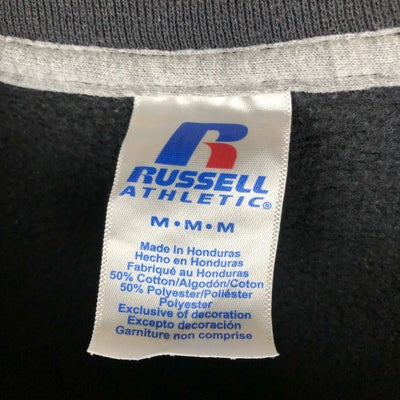 R
RUSSELL
ATHLETIC®
M•M•M
Made in Honduras
Hecho en Honduras
Fabriqué au Honduras
50% Cotton/Algodón/Coton
50% Polyester/Poliéster
Polyester
Exclusive of decoration
Excepto decoración
Garniture non comprise